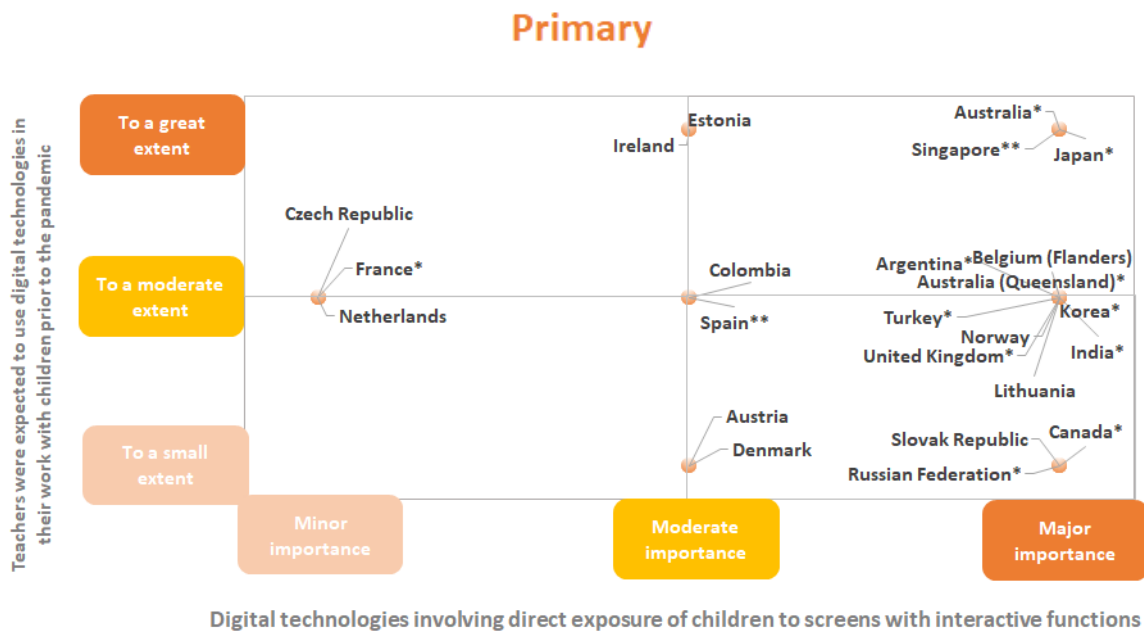 Primary
Teachers were expected to use digital technologies in
their work with children prior to the pandemic
To a great
extent
Estonia
Ireland
Australia*
Singapore**
Japan*
To a moderate
extent
Czech Republic
France*
Netherlands
Colombia
Spain**
Belgium (Flanders)
Argentina*
Australia (Queensland)*
Turkey*
Korea*
Norway
India*
United Kingdom*
Lithuania
To a small
extent
Austria
Denmark
Canada*
Slovak Republic
Russian Federation*
Minor
importance
Moderate
importance
Major
importance
Digital technologies involving direct exposure of children to screens with interactive functions